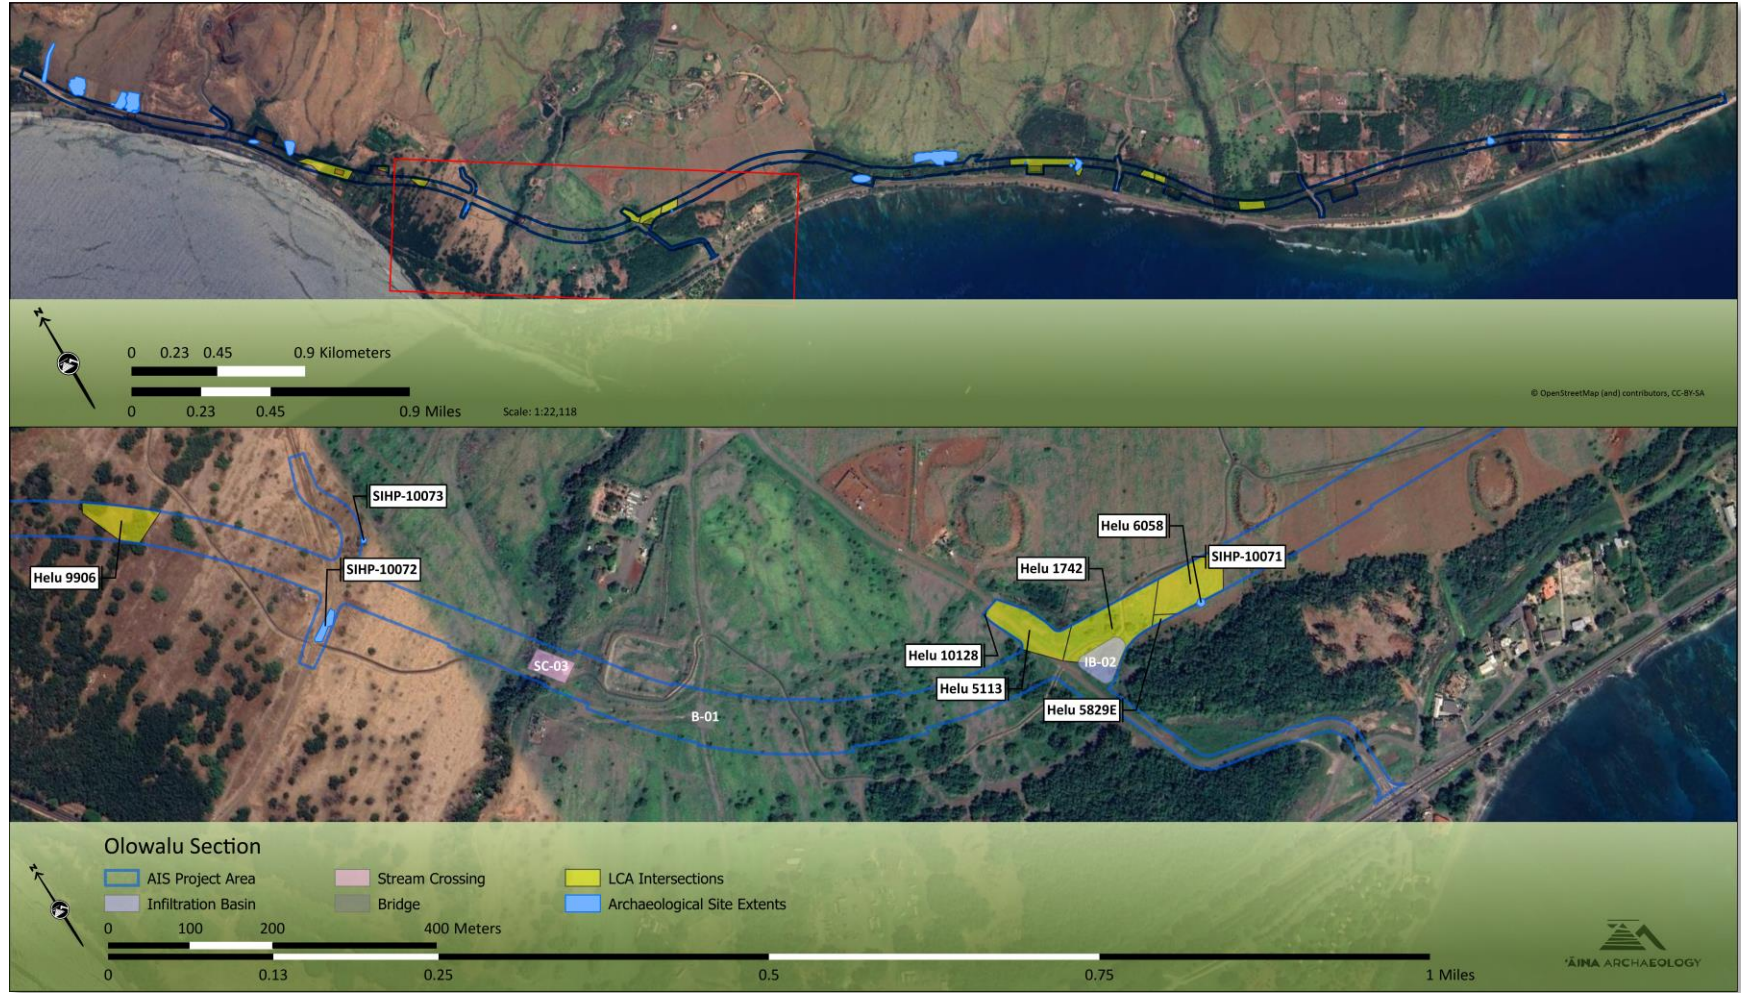 N
0 0.23 0.45 0.9 Kilometers
0 0.23 0.45 0.9 Miles
Scale: 1:22,118
© OpenStreetMap (and) contributors, CC-BY-SA
SIHP-10073
Helu 6058
SIHP-10071
Helu 9906
SIHP-10072
Helu 1742
Helu 10128
SC-03
IB-02
Helu 5113
Helu 5829E
B-01
Olowalu Section
AIS Project Area
Stream Crossing
LCA Intersections
Infiltration Basin
Bridge
Archaeological Site Extents
N
0 100 200 400 Meters
0 0.13 0.25 0.5 0.75 1 Miles
ʻĀINA ARCHAEOLOGY